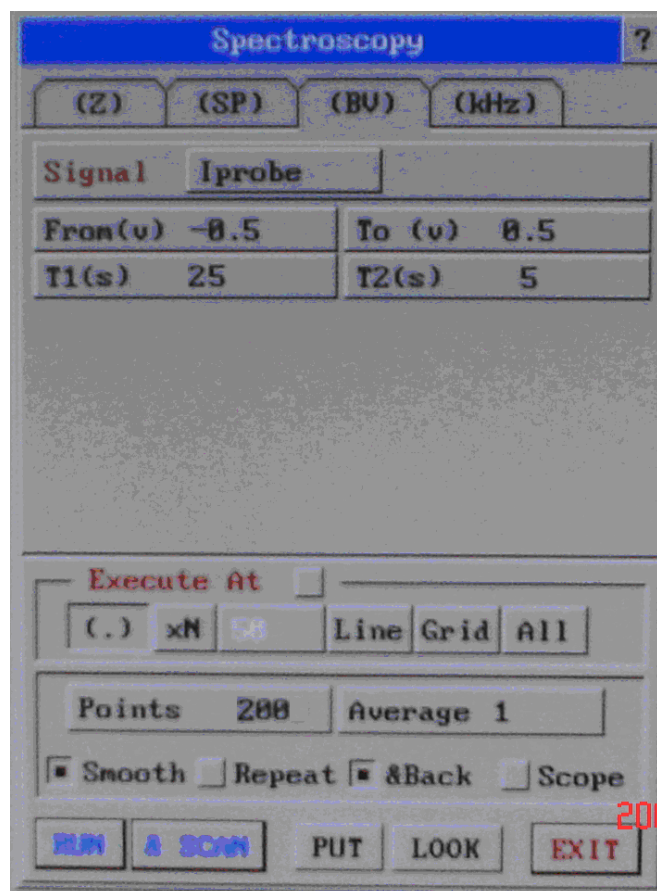 Spectroscopy ?
(Z) (SP) (BV) (kHz)
Signal Iprobe
From(v) -0.5 To (v) 0.5
T1(s) 25 T2(s) 5
Execute At
(.) xN 50 Line Grid All
Points 200 Average 1
Smooth Repeat &Back Scope
RUN & SCAN PUT LOOK EXIT